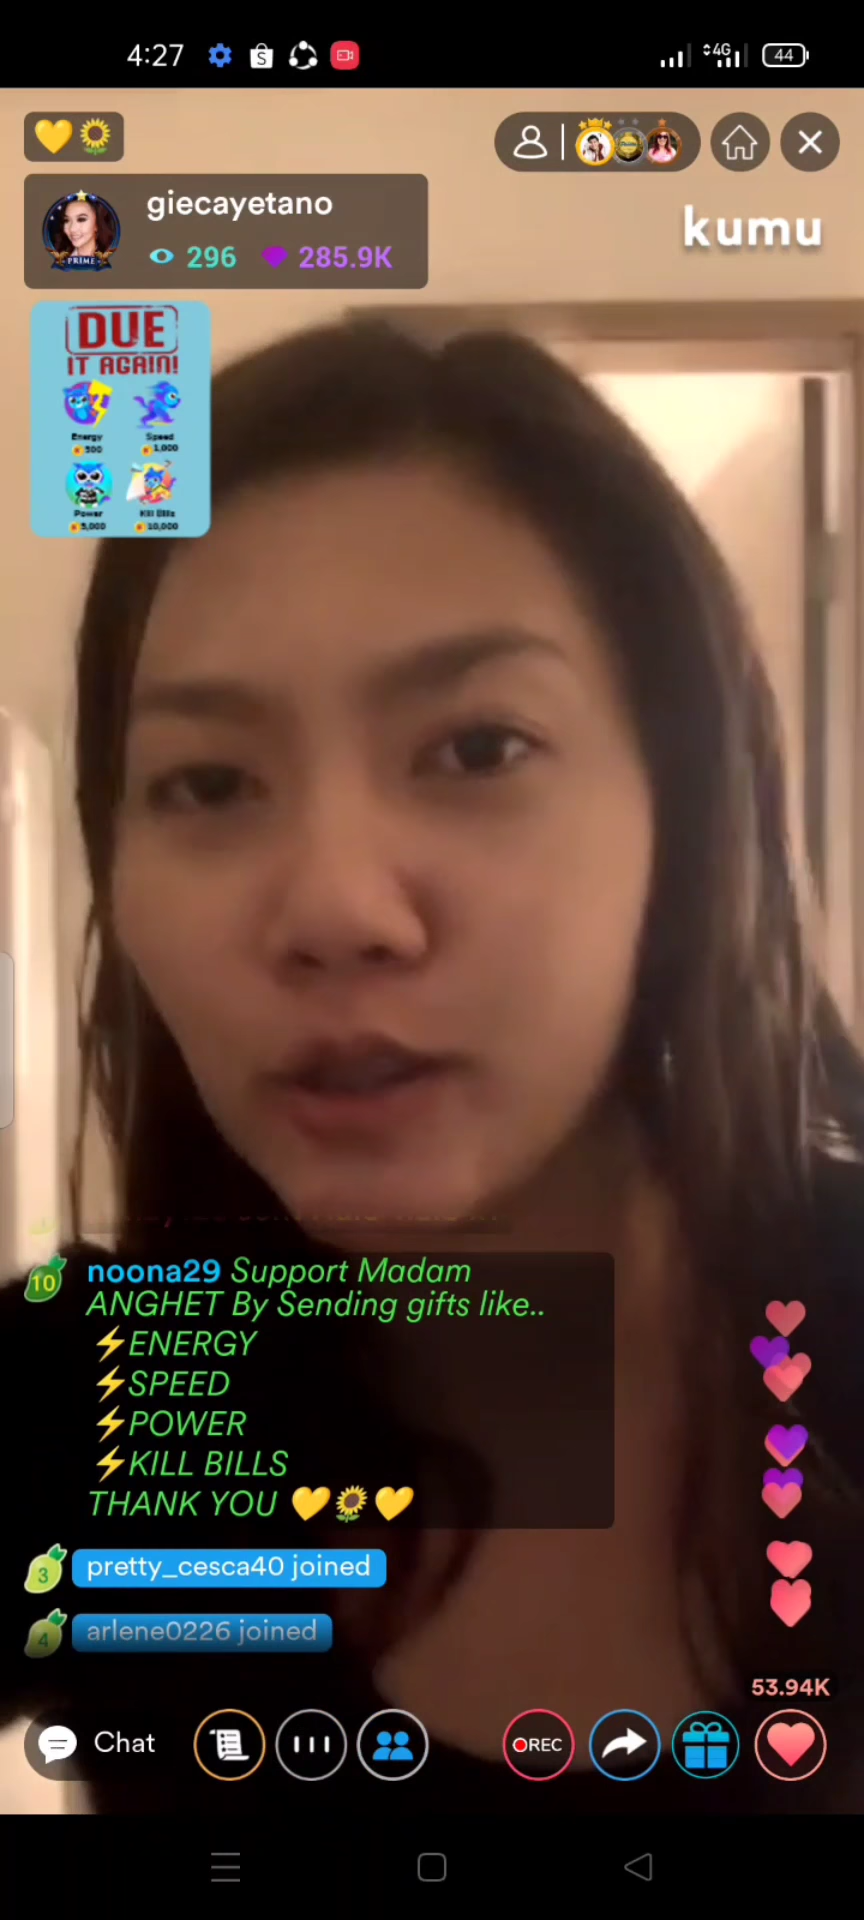 4:27
4G
44
giecayetano
kumu
PRIME
296 285.9K
DUE
IT AGAIN!
Energy Speed
500 1,000
Power Kill Bills
5,000 10,000
10 noona29 Support Madam
ANGHET By Sending gifts like..
⚡ENERGY
⚡SPEED
⚡POWER
⚡KILL BILLS
THANK YOU 💛🌻💛
3 pretty_cesca40 joined
4 arlene0226 joined
53.94K
Chat
REC